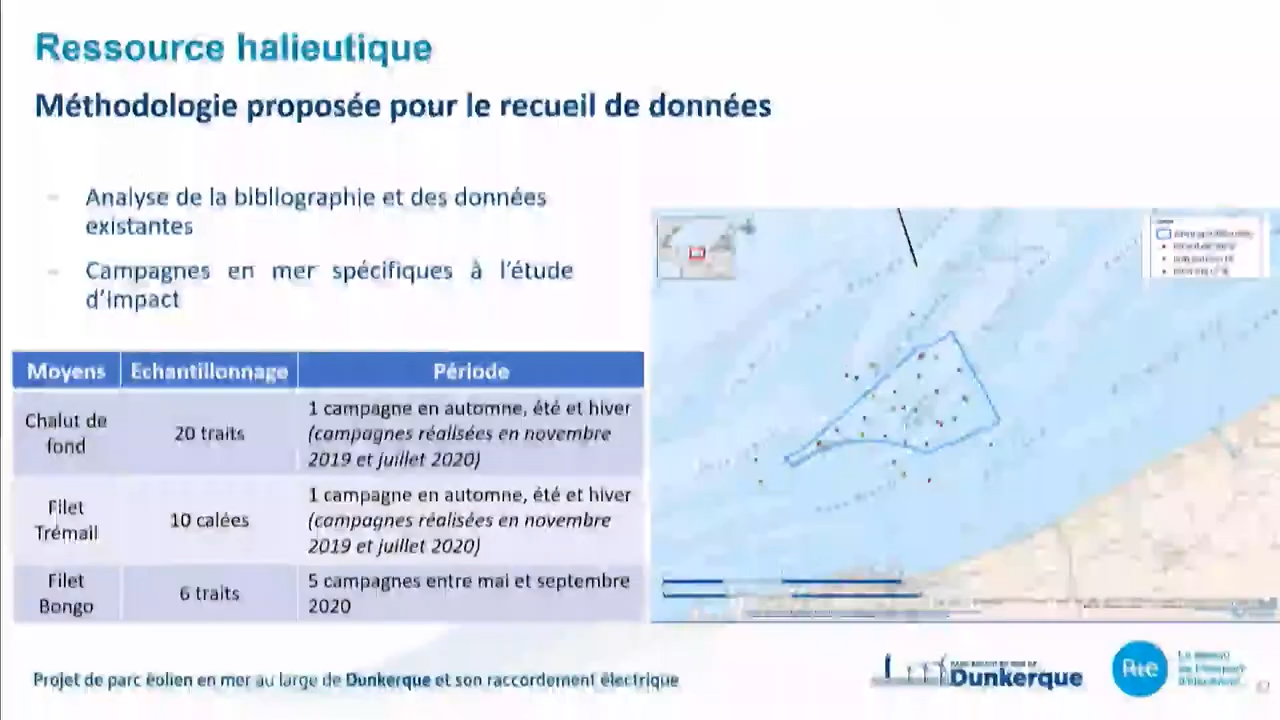 Ressource halieutique
Méthodologie proposée pour le recueil de données
- Analyse de la bibliographie et des données
existantes
- Campagnes en mer spécifiques à l'étude
d'impact
Moyens Echantillonnage Période
Chalut de
fond
20 traits
1 campagne en automne, été et hiver
(campagnes réalisées en novembre
2019 et juillet 2020)
Filet
Trémail
10 calées
1 campagne en automne, été et hiver
(campagnes réalisées en novembre
2019 et juillet 2020)
Filet
Bongo
6 traits
5 campagnes entre mai et septembre
2020
Projet de parc éolien en mer au large de Dunkerque et son raccordement électrique
Dunkerque
Rte